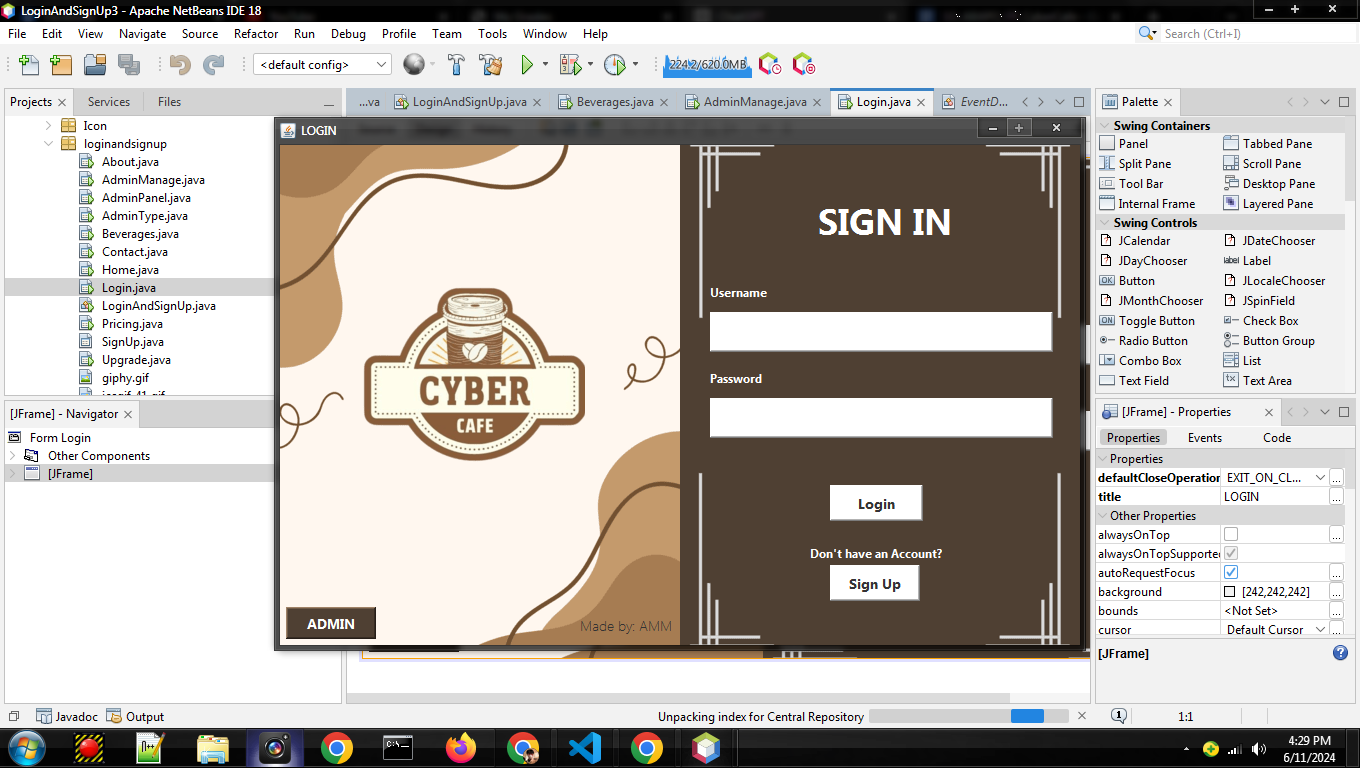 LoginAndSignUp3 - Apache NetBeans IDE 18
File Edit View Navigate Source Refactor Run Debug Profile Team Tools Window Help
Search (Ctrl+I)
<default config>
224.2/620.0MB
Projects Services Files
...va LoginAndSignUp.java Beverages.java AdminManage.java Login.java EventD...
Icon
loginandsignup
About.java
AdminManage.java
AdminPanel.java
AdminType.java
Beverages.java
Contact.java
Home.java
Login.java
LoginAndSignUp.java
Pricing.java
SignUp.java
Upgrade.java
giphy.gif
[JFrame] - Navigator
Form Login
Other Components
[JFrame]
LOGIN
CYBER
CAFE
ADMIN
Made by: AMM
SIGN IN
Username
Password
Login
Don't have an Account?
Sign Up
Palette
Swing Containers
Panel Tabbed Pane
Split Pane Scroll Pane
Tool Bar Desktop Pane
Internal Frame Layered Pane
Swing Controls
JCalendar JDateChooser
JDayChooser Label
Button JLocaleChooser
JMonthChooser JSpinField
Toggle Button Check Box
Radio Button Button Group
Combo Box List
Text Field Text Area
[JFrame] - Properties
Properties Events Code
Properties
defaultCloseOperation EXIT_ON_CL...
title LOGIN
Other Properties
alwaysOnTop
alwaysOnTopSupported
autoRequestFocus
background [242,242,242]
bounds <Not Set>
cursor Default Cursor
[JFrame]
Javadoc Output
Unpacking index for Central Repository
1 1:1
4:29 PM
6/11/2024